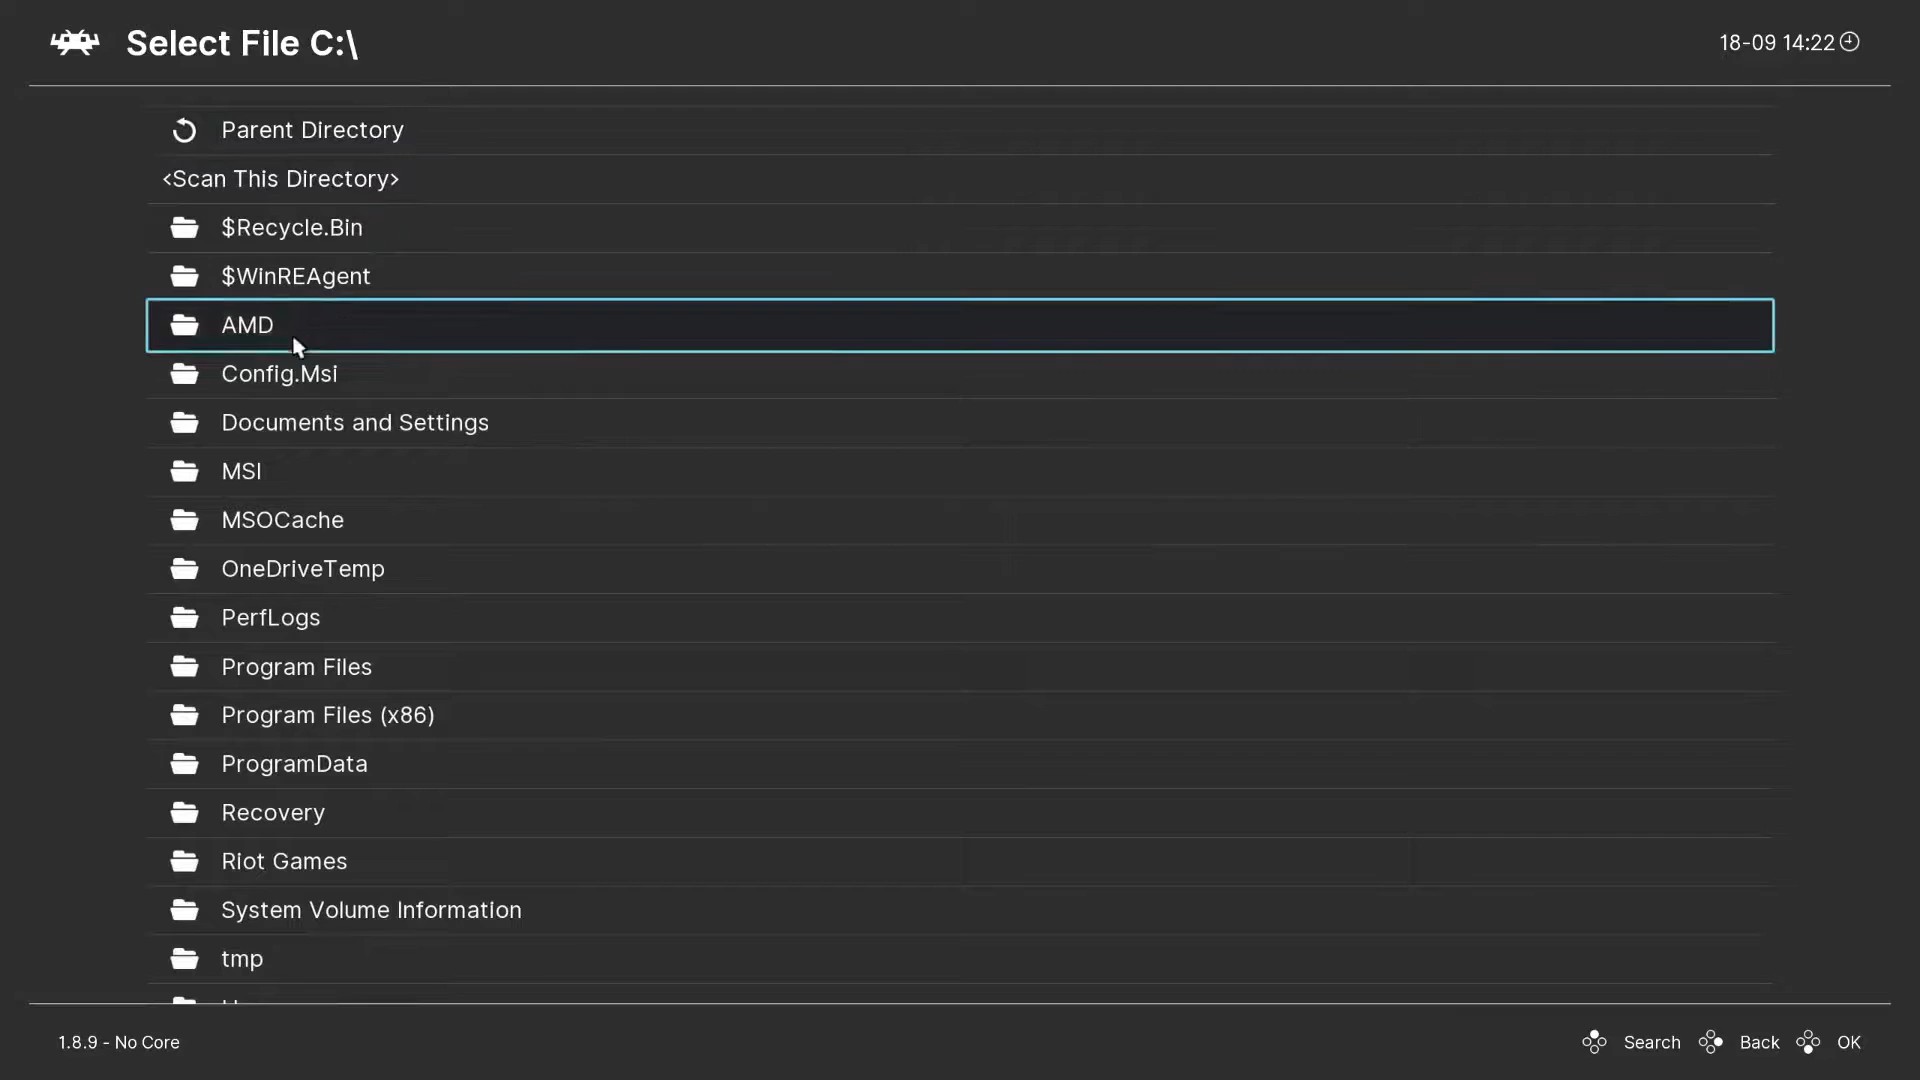 Select File C:\
18-09 14:22
Parent Directory
<Scan This Directory>
$Recycle.Bin
$WinREAgent
AMD
Config.Msi
Documents and Settings
MSI
MSOCache
OneDriveTemp
PerfLogs
Program Files
Program Files (x86)
ProgramData
Recovery
Riot Games
System Volume Information
tmp
1.8.9 - No Core
Search Back OK